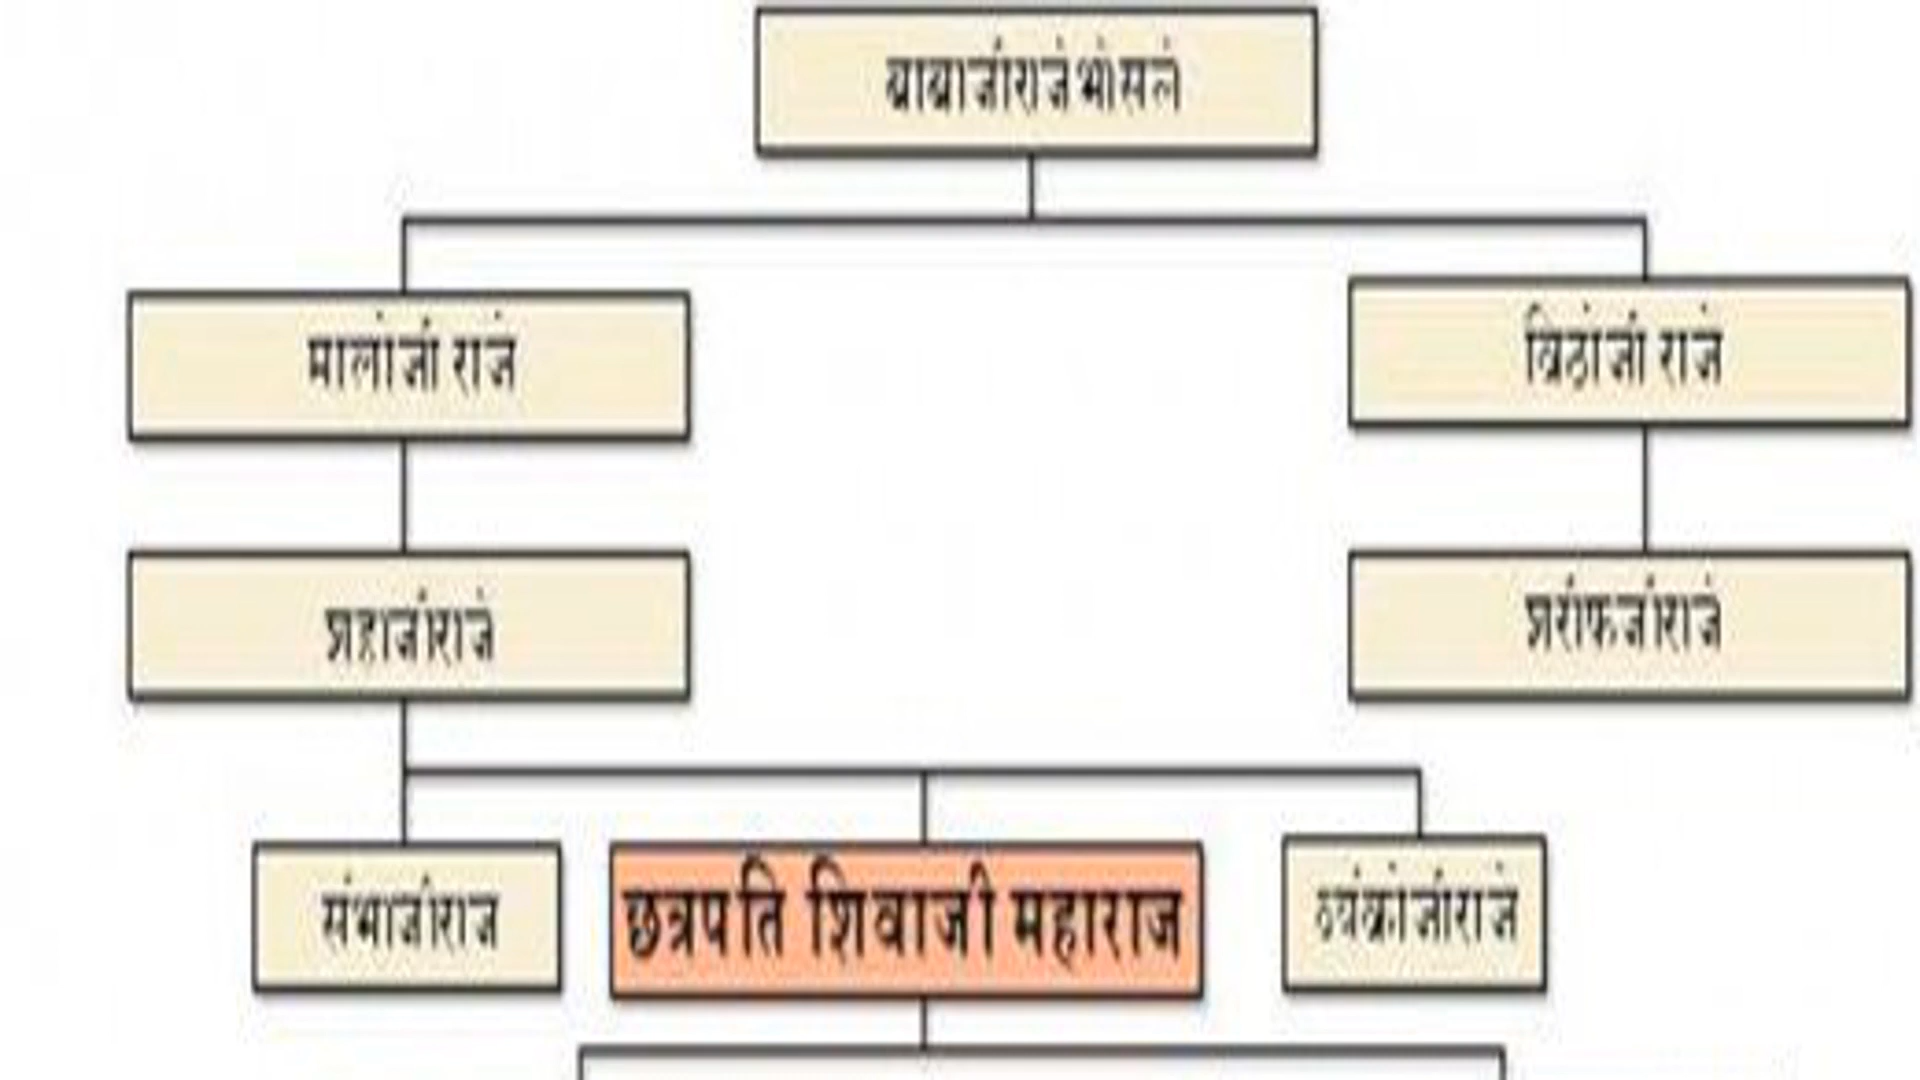 बाबाजीराजे भोसले
मालोजी राजे
विठोजी राजे
शहाजीराजे
शरीफजीराजे
संभाजीराजे
छत्रपति शिवाजी महाराज
व्यंकोजीराजे